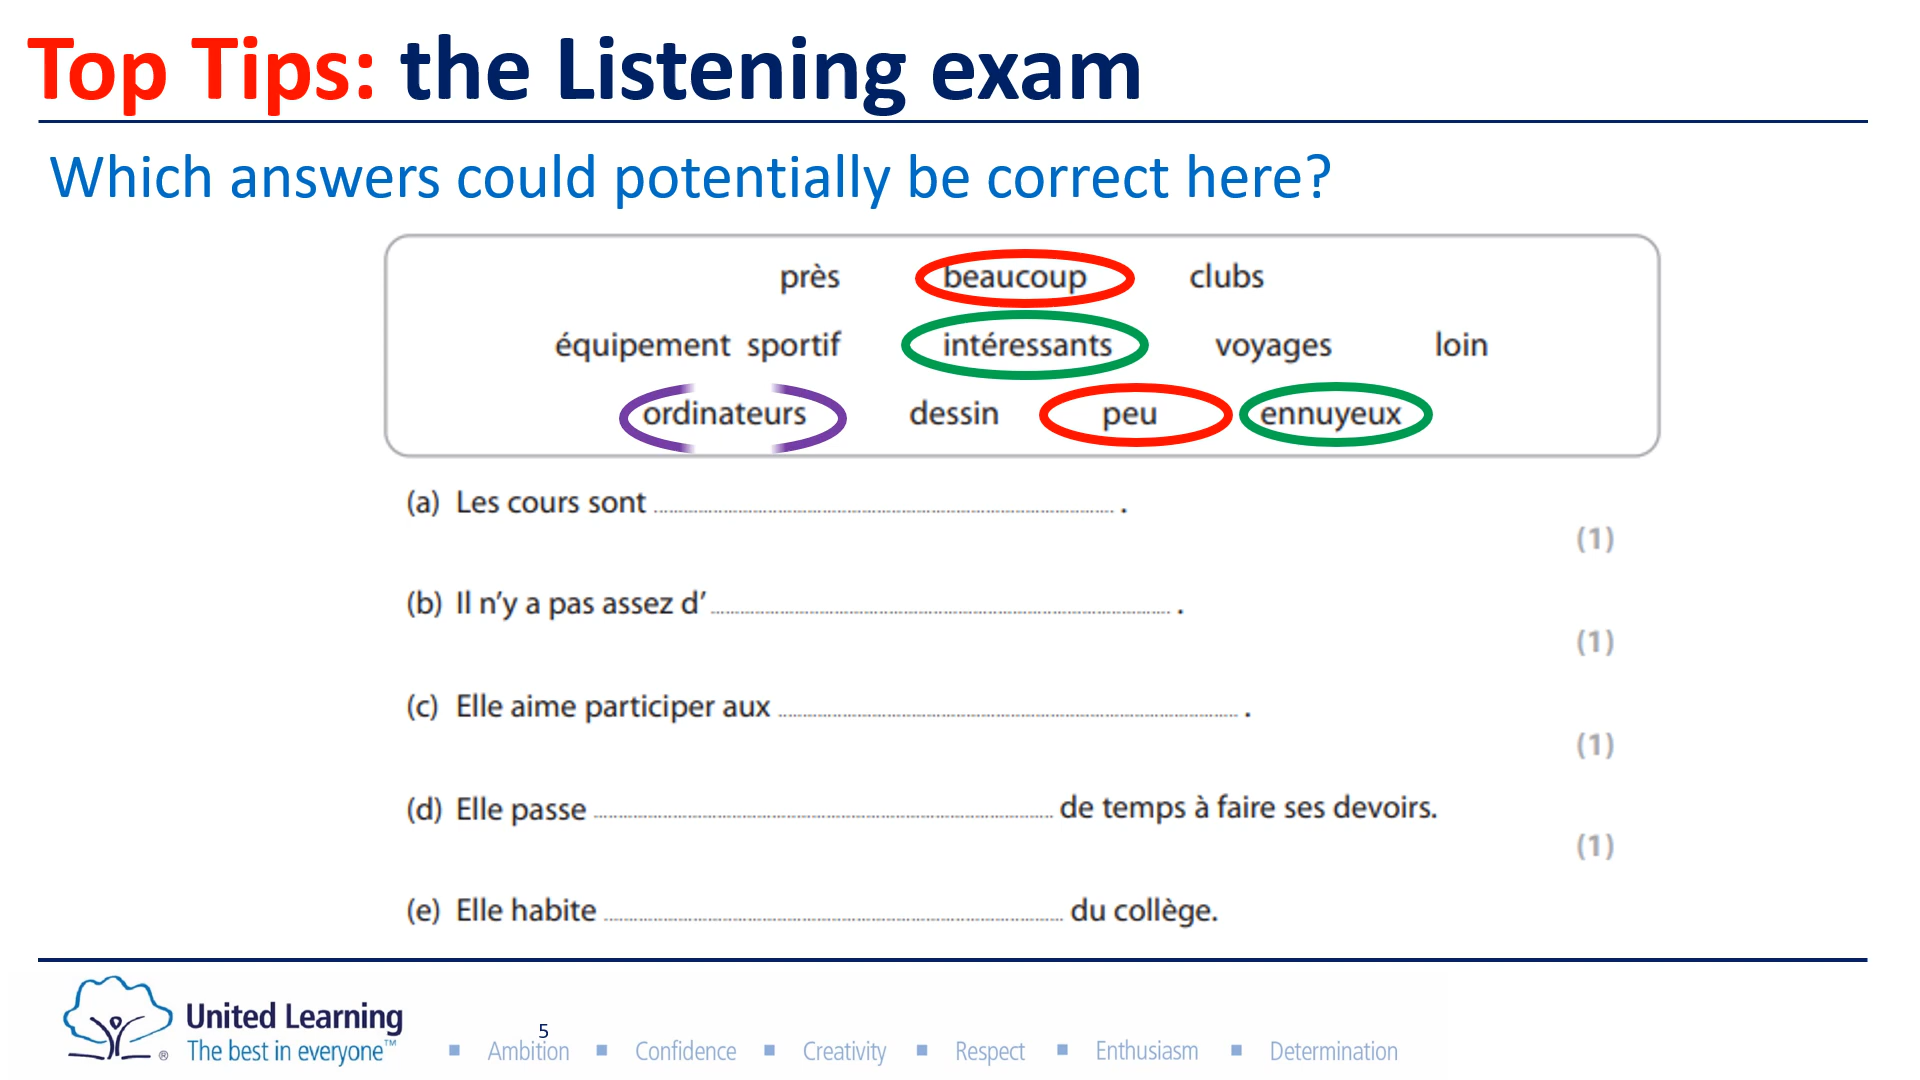 Top Tips: the Listening exam
Which answers could potentially be correct here?
près beaucoup clubs
équipement sportif intéressants voyages loin
ordinateurs dessin peu ennuyeux
(a) Les cours sont .................... .
(1)
(b) Il n’y a pas assez d’ .................... .
(1)
(c) Elle aime participer aux .................... .
(1)
(d) Elle passe .................... de temps à faire ses devoirs.
(1)
(e) Elle habite .................... du collège.
United Learning
The best in everyone™
®
5
▪ Ambition ▪ Confidence ▪ Creativity ▪ Respect ▪ Enthusiasm ▪ Determination